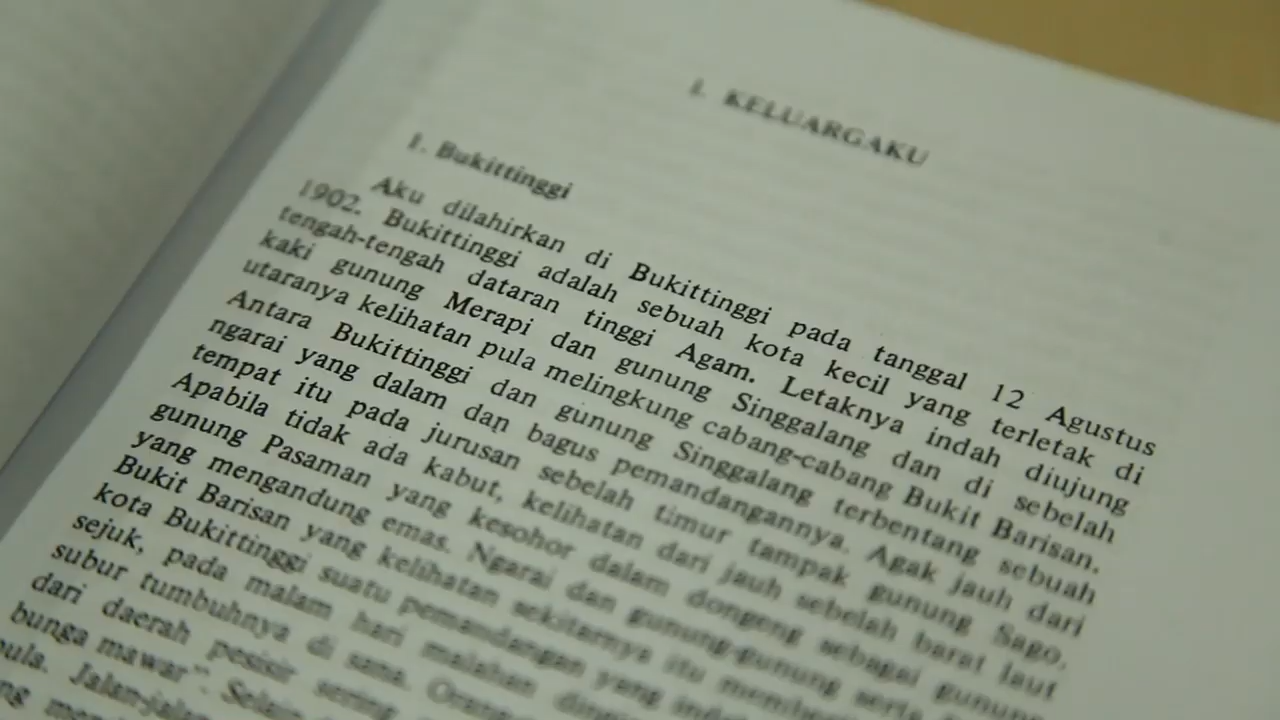 I. KELUARGAKU
1. Bukittinggi
Aku dilahirkan di Bukittinggi pada tanggal 12 Agustus
1902. Bukittinggi adalah sebuah kota kecil yang terletak di
tengah-tengah dataran tinggi Agam. Letaknya indah diujung
kaki gunung Merapi dan gunung Singgalang dan di sebelah
utaranya kelihatan pula melingkung cabang-cabang Bukit Barisan.
Antara Bukittinggi dan gunung Singgalang terbentang sebuah
ngarai yang dalam dan bagus pemandangannya. Agak jauh dari
tempat itu pada jurusan sebelah timur tampak gunung Sago.
Apabila tidak ada kabut, kelihatan dari jauh sebelah barat laut
gunung Pasaman yang kesohor dalam dongeng sebagai gunung
yang mengandung emas. Ngarai dan gunung-gunung serta
Bukit Barisan yang kelihatan sekitarnya itu
kota Bukittinggi suatu pemandangan yang
sejuk, pada malam hari malahan
subur tumbuhnya di sana.
dari daerah pesisir sering
bunga mawar".
pula. Jalan-jalan